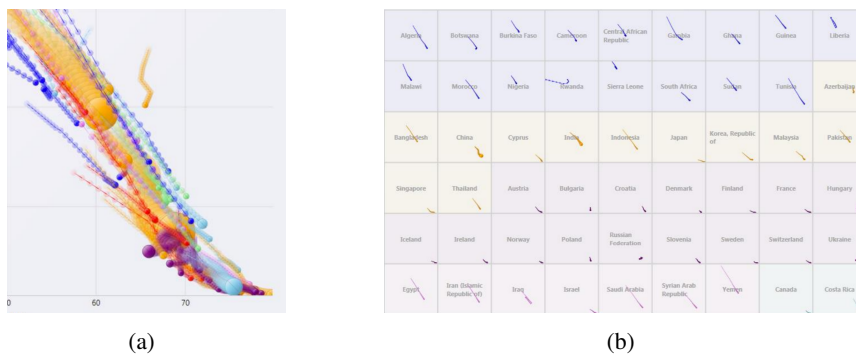 Algeria Botswana Burkina Faso Cameroon Central African Gambia Ghana Guinea Liberia
Republic
Malawi Morocco Nigeria Rwanda Sierra Leone South Africa Sudan Tunisia Azerbaijan
Bangladesh China Cyprus India Indonesia Japan Korea, Republic Malaysia Pakistan
of
Singapore Thailand Austria Bulgaria Croatia Denmark Finland France Hungary
Iceland Ireland Norway Poland Russian Slovenia Sweden Switzerland Ukraine
Federation
Egypt Iran (Islamic Iraq Israel Saudi Arabia Syrian Arab Yemen Canada Costa Rica
Republic of) Republic
0 60 70
(a) (b)